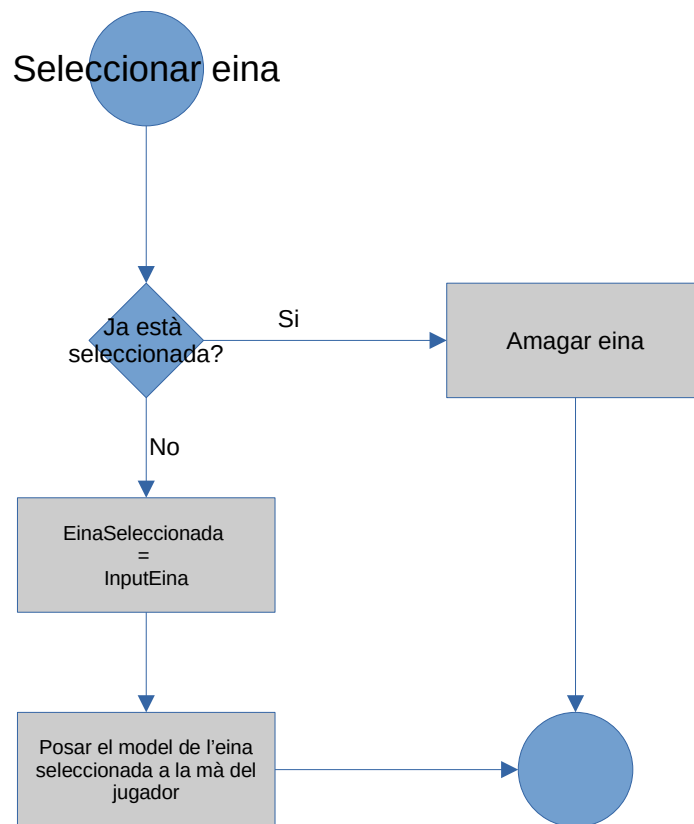 Seleccionar eina
Ja està
seleccionada?
Si
Amagar eina
No
EinaSeleccionada
=
InputEina
Posar el model de l’eina
seleccionada a la mà del
jugador